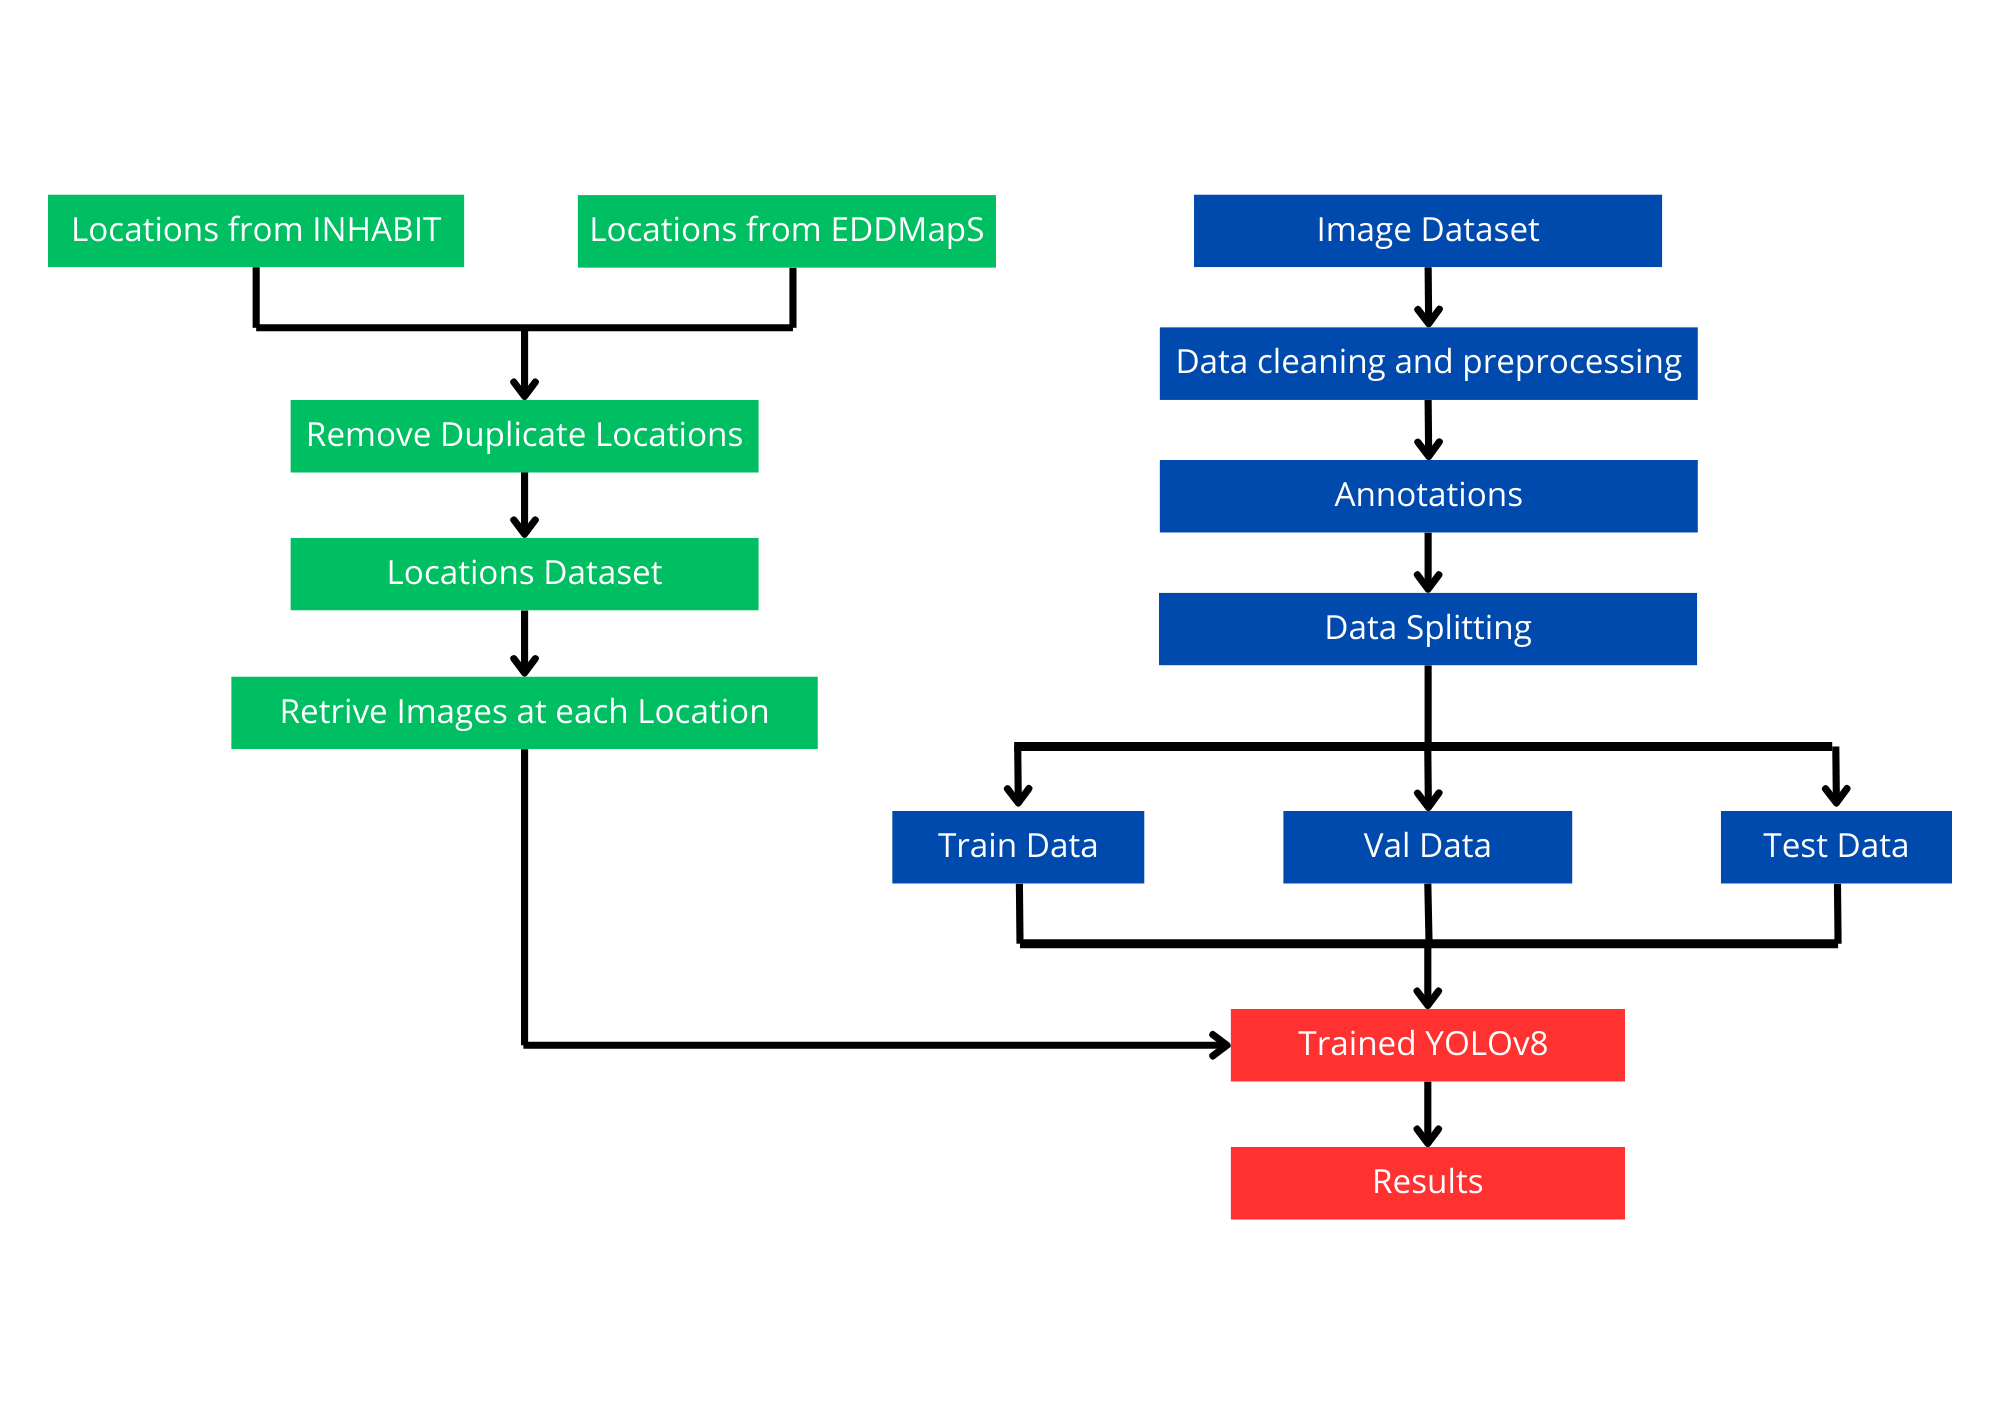 Locations from INHABIT
Locations from EDDMapS
Remove Duplicate Locations
Locations Dataset
Retrive Images at each Location
Image Dataset
Data cleaning and preprocessing
Annotations
Data Splitting
Train Data
Val Data
Test Data
Trained YOLOv8
Results